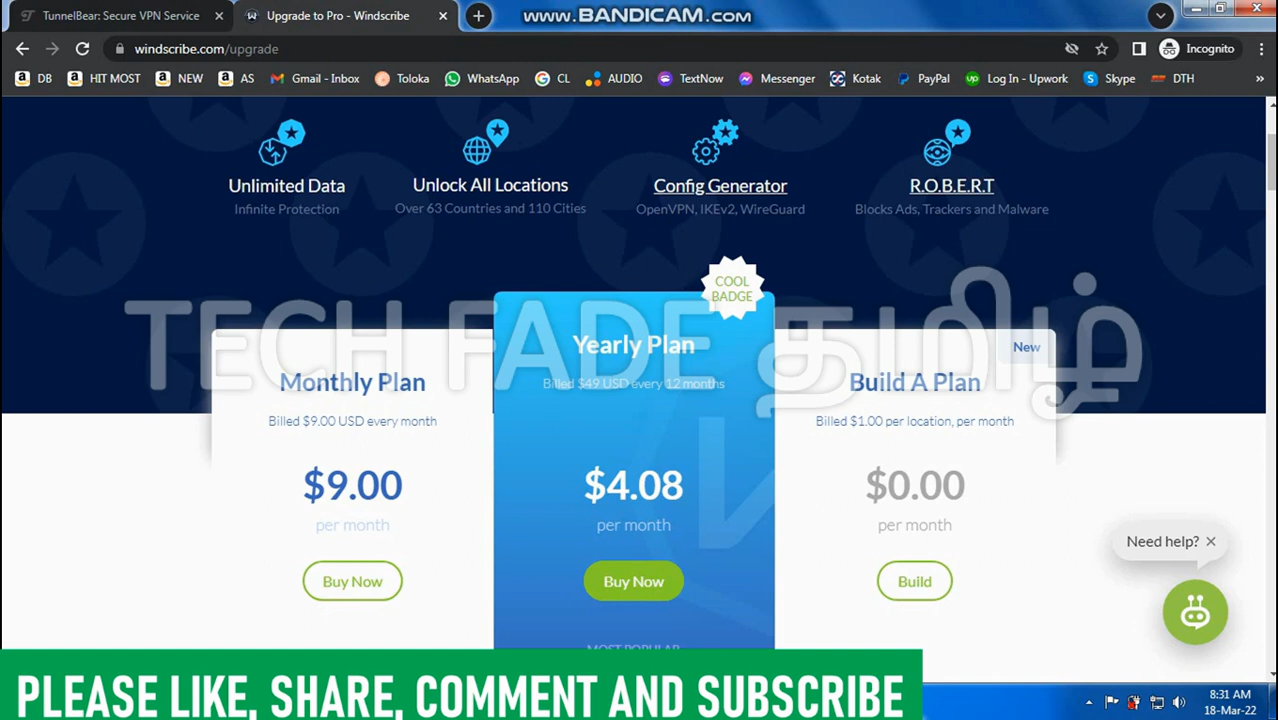 TunnelBear: Secure VPN Service
Upgrade to Pro - Windscribe
www.BANDICAM.com
windscribe.com/upgrade
Incognito
DB
HIT MOST
NEW
AS
Gmail - Inbox
Toloka
WhatsApp
CL
AUDIO
TextNow
Messenger
Kotak
PayPal
Log In - Upwork
Skype
DTH
»
Unlimited Data
Infinite Protection
Unlock All Locations
Over 63 Countries and 110 Cities
Config Generator
OpenVPN, IKEv2, WireGuard
R.O.B.E.R.T
Blocks Ads, Trackers and Malware
COOL
BADGE
TECH FADE தமிழ்
Monthly Plan
Billed $9.00 USD every month
$9.00
per month
Buy Now
Yearly Plan
Billed $49 USD every 12 months
$4.08
per month
Buy Now
MOST POPULAR
New
Build A Plan
Billed $1.00 per location, per month
$0.00
per month
Build
Need help?
PLEASE LIKE, SHARE, COMMENT AND SUBSCRIBE
8:31 AM
18-Mar-22